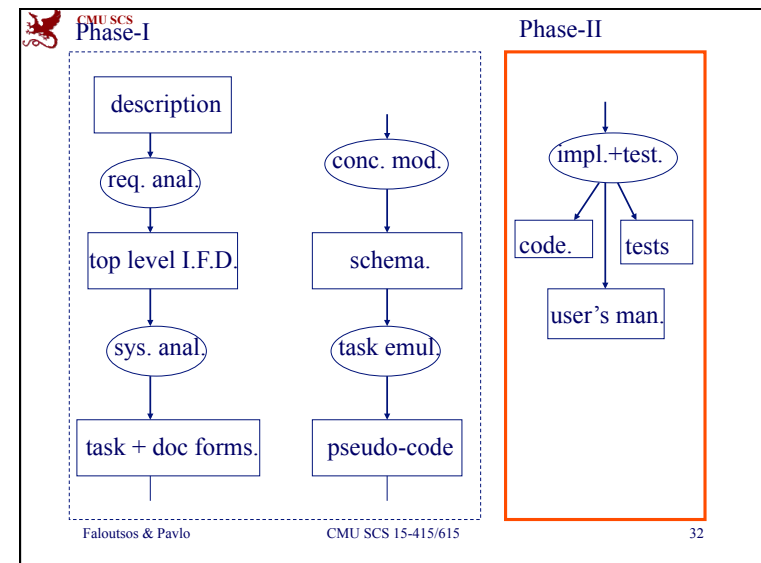 CMU SCS
Phase-I
Phase-II
description
req. anal.
top level I.F.D.
sys. anal.
task + doc forms.
conc. mod.
schema.
task emul.
pseudo-code
impl.+test.
code.
tests
user's man.
Faloutsos & Pavlo
CMU SCS 15-415/615
32